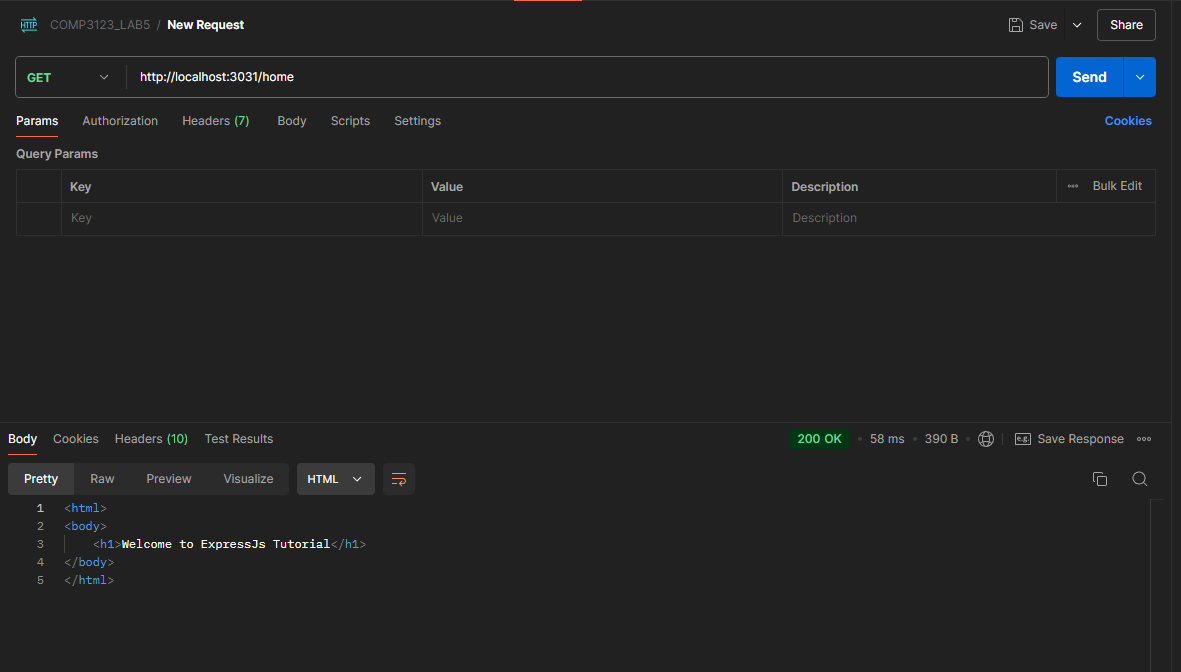 HTTP COMP3123_LAB5 / New Request Save Share
GET http://localhost:3031/home Send
Params Authorization Headers (7) Body Scripts Settings Cookies
Query Params
Key Value Description Bulk Edit
Key Value Description
Body Cookies Headers (10) Test Results 200 OK 58 ms 390 B e.g. Save Response
Pretty Raw Preview Visualize HTML
1 <html>
2 <body>
3 <h1>Welcome to ExpressJs Tutorial</h1>
4 </body>
5 </html>